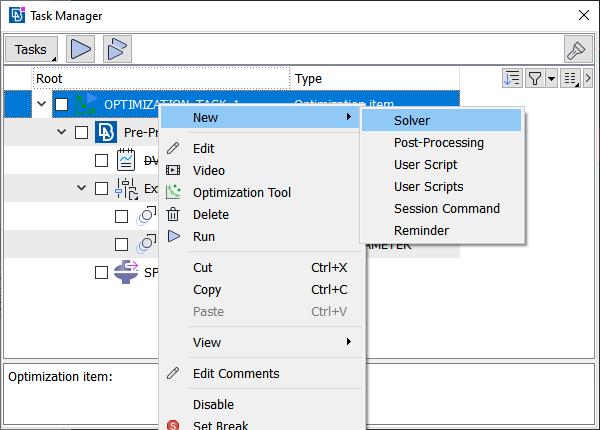 Task Manager
Tasks
Root Type
OPTIMIZATION_TASK_1 Optimization item
Pre-Pr
DV
Ex
SP
New
Edit
Video
Optimization Tool
Delete
Run
Cut Ctrl+X
Copy Ctrl+C
Paste Ctrl+V
View
Edit Comments
Disable
Set Break
Solver
Post-Processing
User Script
User Scripts
Session Command
Reminder
AMETER
Optimization item: